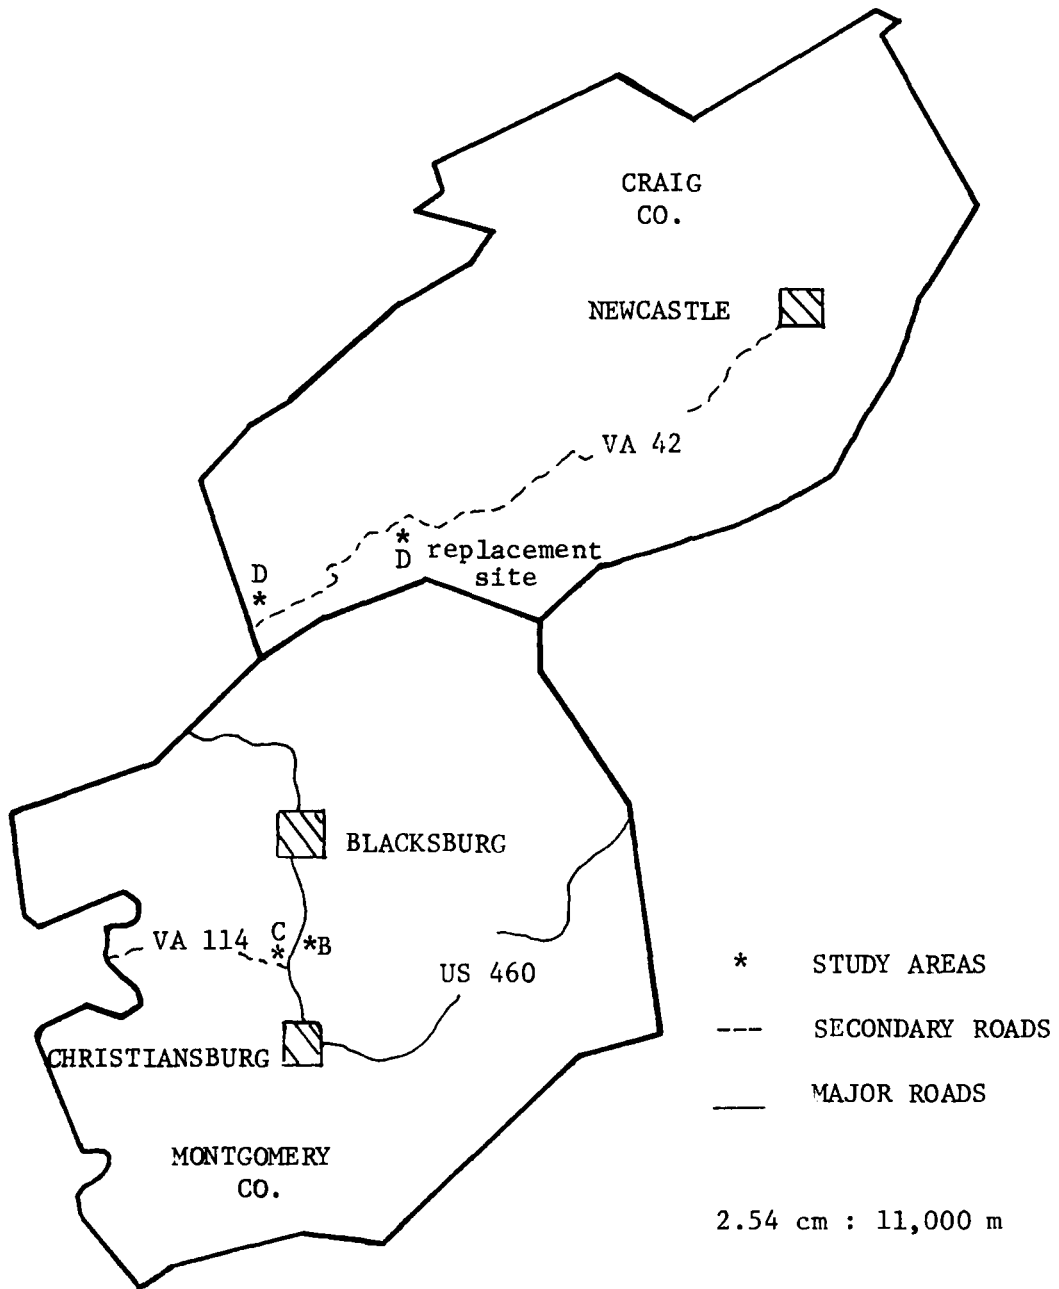 CRAIG
CO.
NEWCASTLE
VA 42
* D replacement
site
D
*
BLACKSBURG
VA 114
C
*
*B
US 460
CHRISTIANSBURG
MONTGOMERY
CO.
* STUDY AREAS
--- SECONDARY ROADS
___ MAJOR ROADS
2.54 cm : 11,000 m